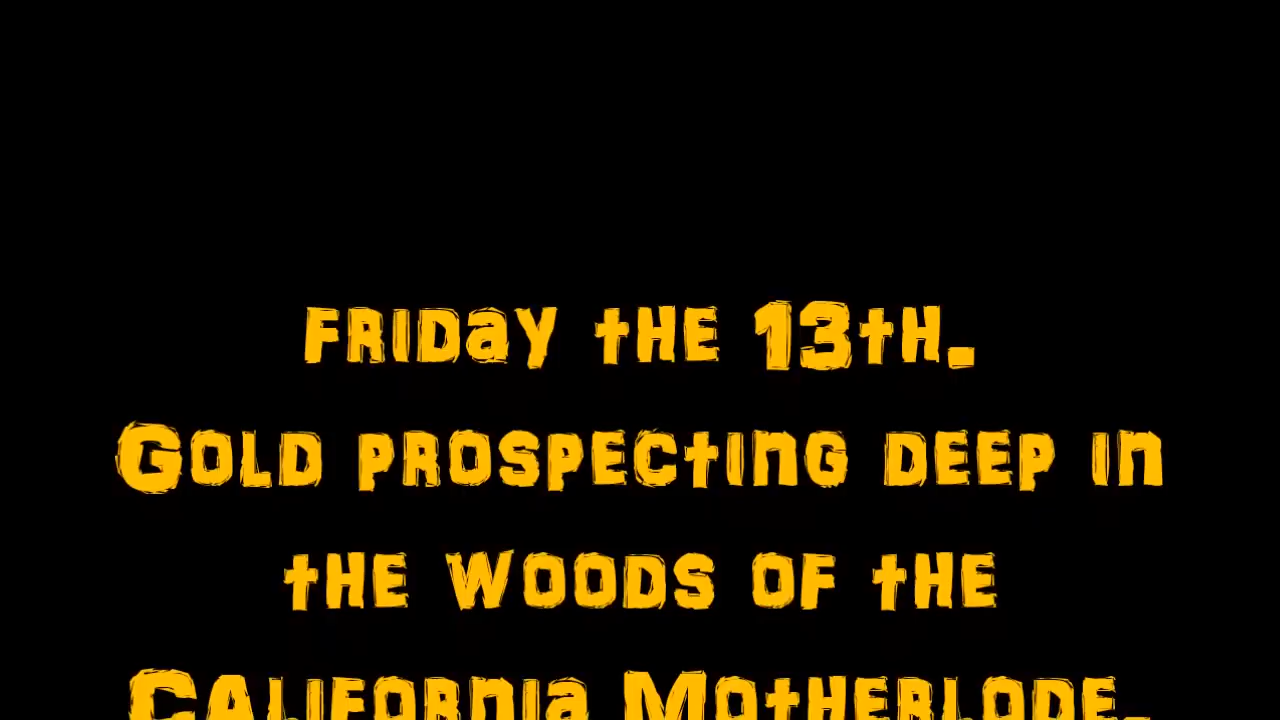 Friday the 13th.
Gold prospecting deep in
the woods of the
California Motherlode.